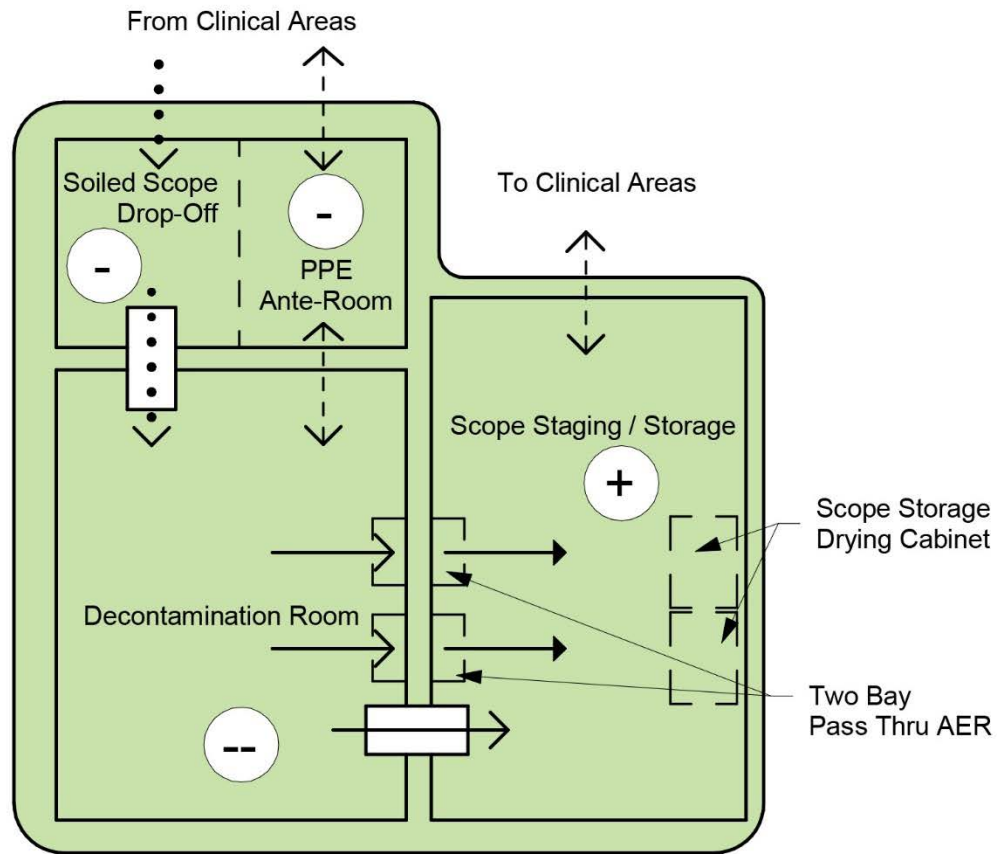 From Clinical Areas
Soiled Scope
Drop-Off
-
-
PPE
Ante-Room
To Clinical Areas
Scope Staging / Storage
+
Scope Storage
Drying Cabinet
Decontamination Room
--
Two Bay
Pass Thru AER